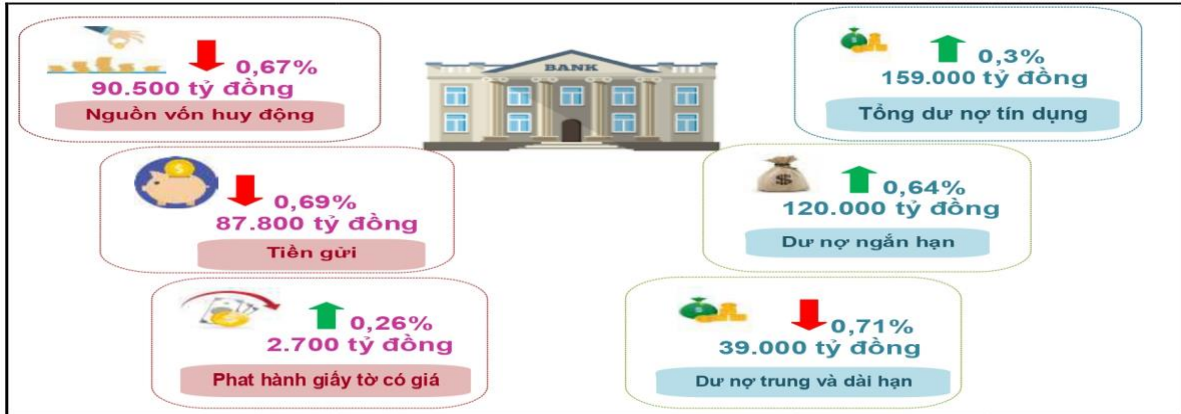 0,67%
90.500 tỷ đồng
Nguồn vốn huy động
BANK
0,3%
159.000 tỷ đồng
Tổng dư nợ tín dụng
0,69%
87.800 tỷ đồng
Tiền gửi
0,64%
120.000 tỷ đồng
Dư nợ ngắn hạn
0,26%
2.700 tỷ đồng
Phat hành giấy tờ có giá
0,71%
39.000 tỷ đồng
Dư nợ trung và dài hạn